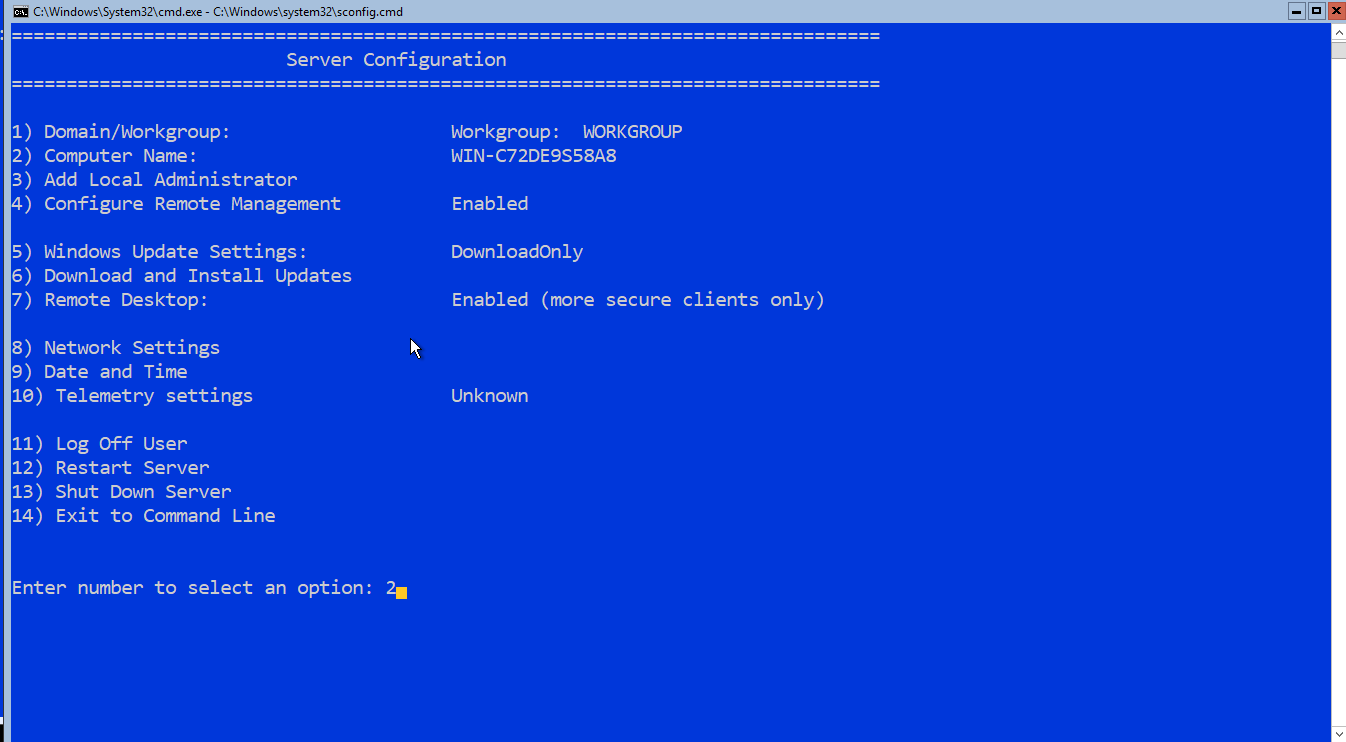 C:\Windows\System32\cmd.exe - C:\Windows\system32\sconfig.cmd
===============================================================================
Server Configuration
===============================================================================
1) Domain/Workgroup: Workgroup: WORKGROUP
2) Computer Name: WIN-C72DE9S58A8
3) Add Local Administrator
4) Configure Remote Management Enabled
5) Windows Update Settings: DownloadOnly
6) Download and Install Updates
7) Remote Desktop: Enabled (more secure clients only)
8) Network Settings
9) Date and Time
10) Telemetry settings Unknown
11) Log Off User
12) Restart Server
13) Shut Down Server
14) Exit to Command Line
Enter number to select an option: 2